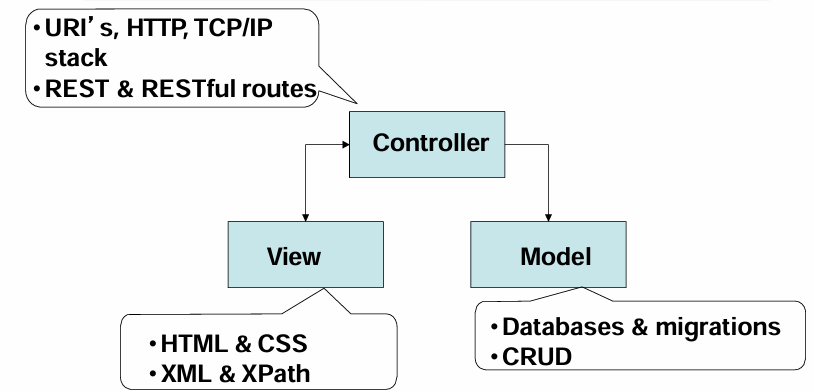 • URI’s, HTTP, TCP/IP
stack
• REST & RESTful routes
Controller
View
Model
• HTML & CSS
• XML & XPath
• Databases & migrations
• CRUD